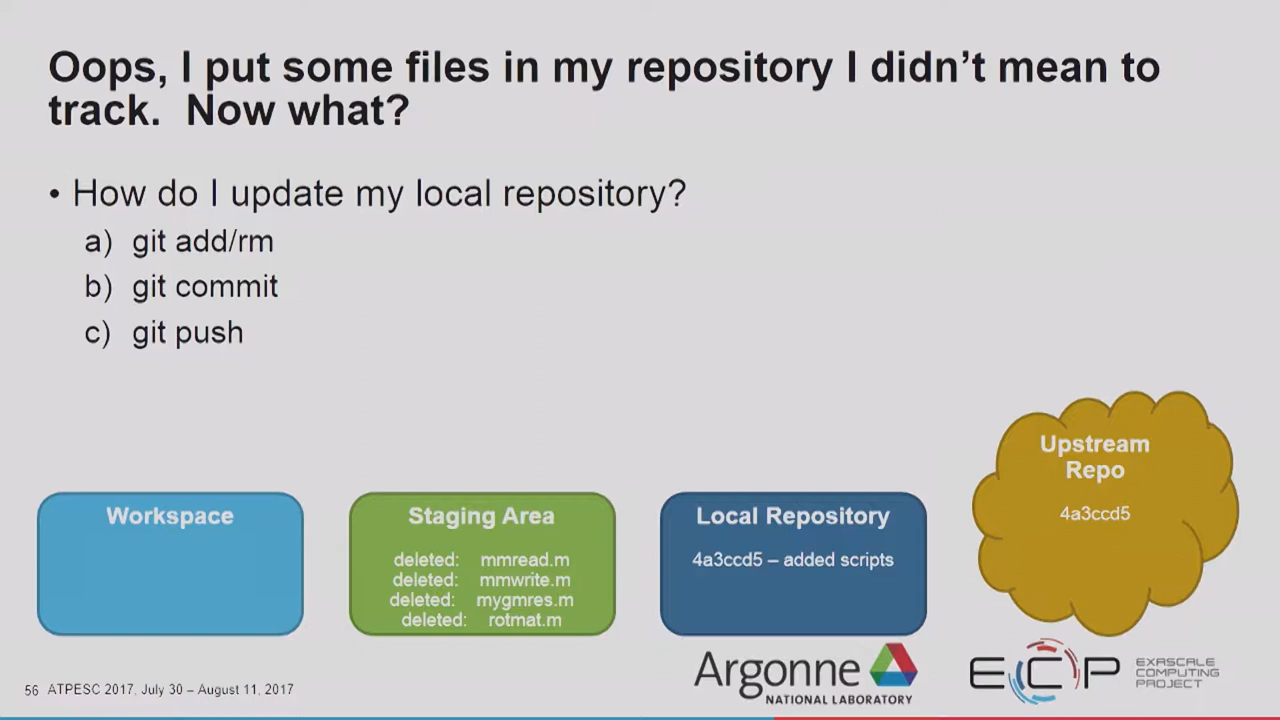 Oops, I put some files in my repository I didn’t mean to
track.  Now what?
• How do I update my local repository?
a) git add/rm
b) git commit
c) git push
Upstream
Repo
4a3ccd5
Workspace
Staging Area
deleted: mmread.m
deleted: mmwrite.m
deleted: mygmres.m
deleted: rotmat.m
Local Repository
4a3ccd5 – added scripts
56 ATPESC 2017, July 30 – August 11, 2017
Argonne
NATIONAL LABORATORY
ECP
EXASCALE
COMPUTING
PROJECT